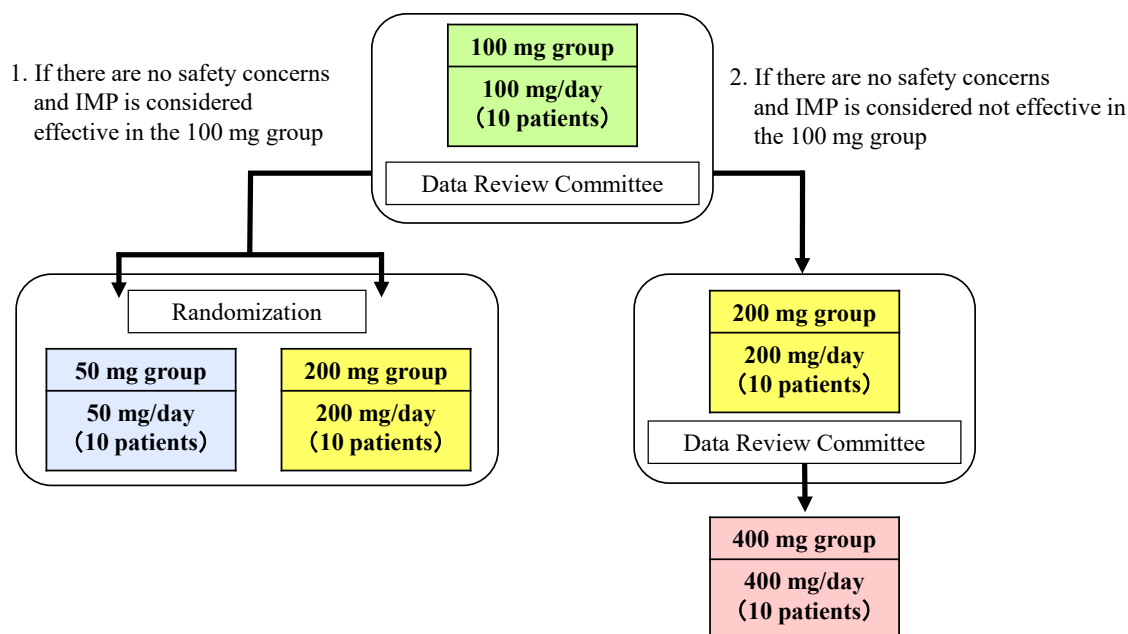 100 mg group
100 mg/day
（10 patients）
Data Review Committee
1. If there are no safety concerns
and IMP is considered
effective in the 100 mg group
2. If there are no safety concerns
and IMP is considered not effective in
the 100 mg group
Randomization
50 mg group
50 mg/day
（10 patients）
200 mg group
200 mg/day
（10 patients）
200 mg group
200 mg/day
（10 patients）
Data Review Committee
400 mg group
400 mg/day
（10 patients）